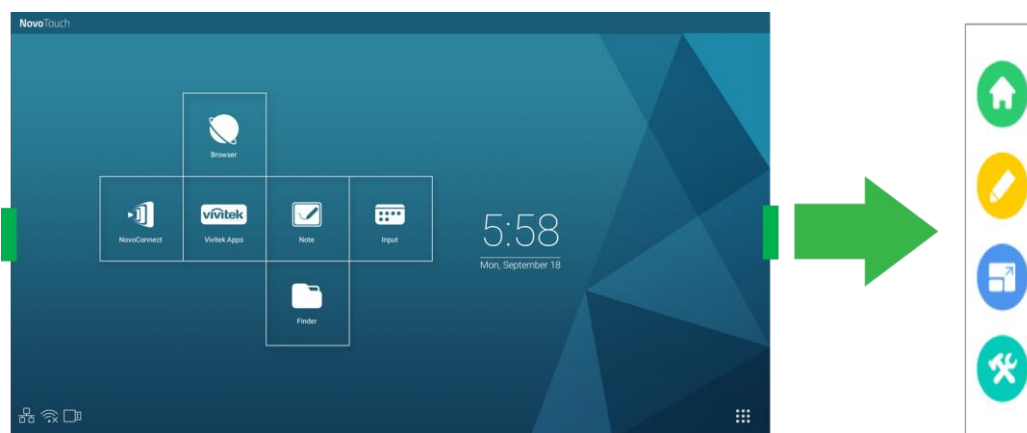 NovoTouch
Browser
NovoConnect
vivitek
Vivitek Apps
Note
Input
5:58
Mon, September 18
Finder